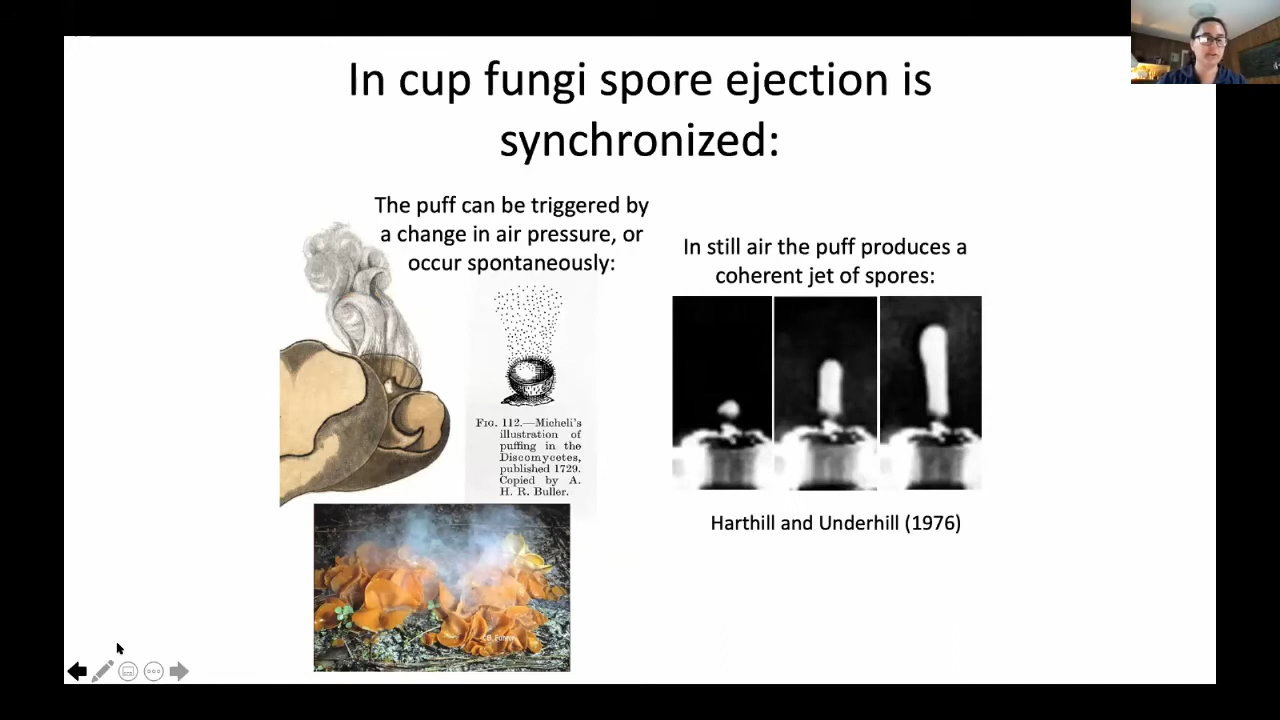 In cup fungi spore ejection is
synchronized:
The puff can be triggered by
a change in air pressure, or
occur spontaneously:
FIG. 112.—Micheli's
illustration of
puffing in the
Discomycetes,
published 1729.
Copied by A.
H. R. Buller.
In still air the puff produces a
coherent jet of spores:
Harthill and Underhill (1976)